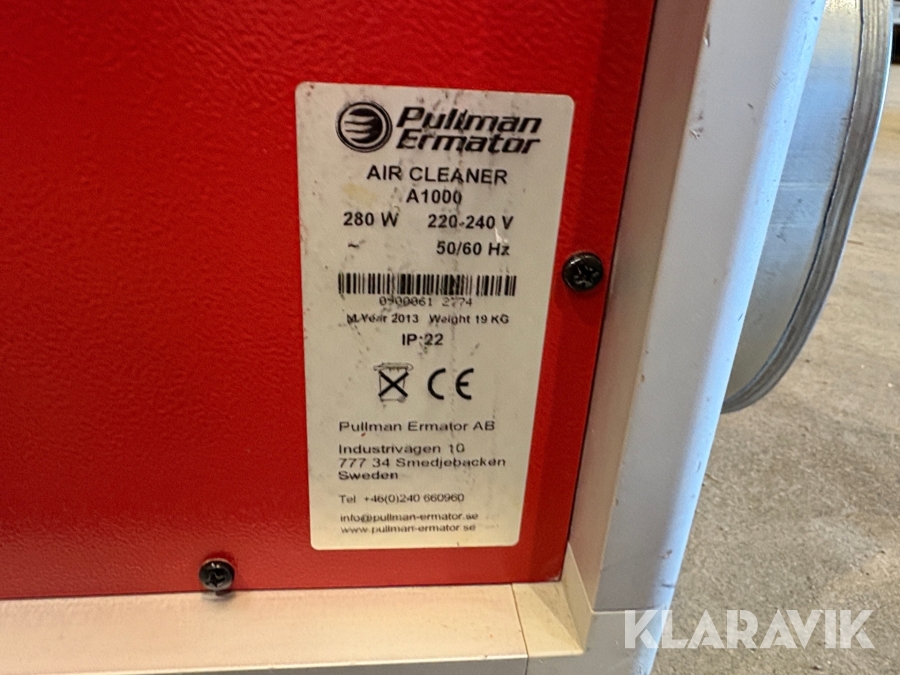 Pullman
Ermator
AIR CLEANER
A1000
280 W 220-240 V
~ 50/60 Hz
0900061 2774
M.Year 2013 Weight 19 KG
IP:22
CE
Pullman Ermator AB
Industrivägen 10
777 34 Smedjebacken
Sweden
Tel +46(0)240 660960
info@pullman-ermator.se
www.pullman-ermator.se
KLARAVIK